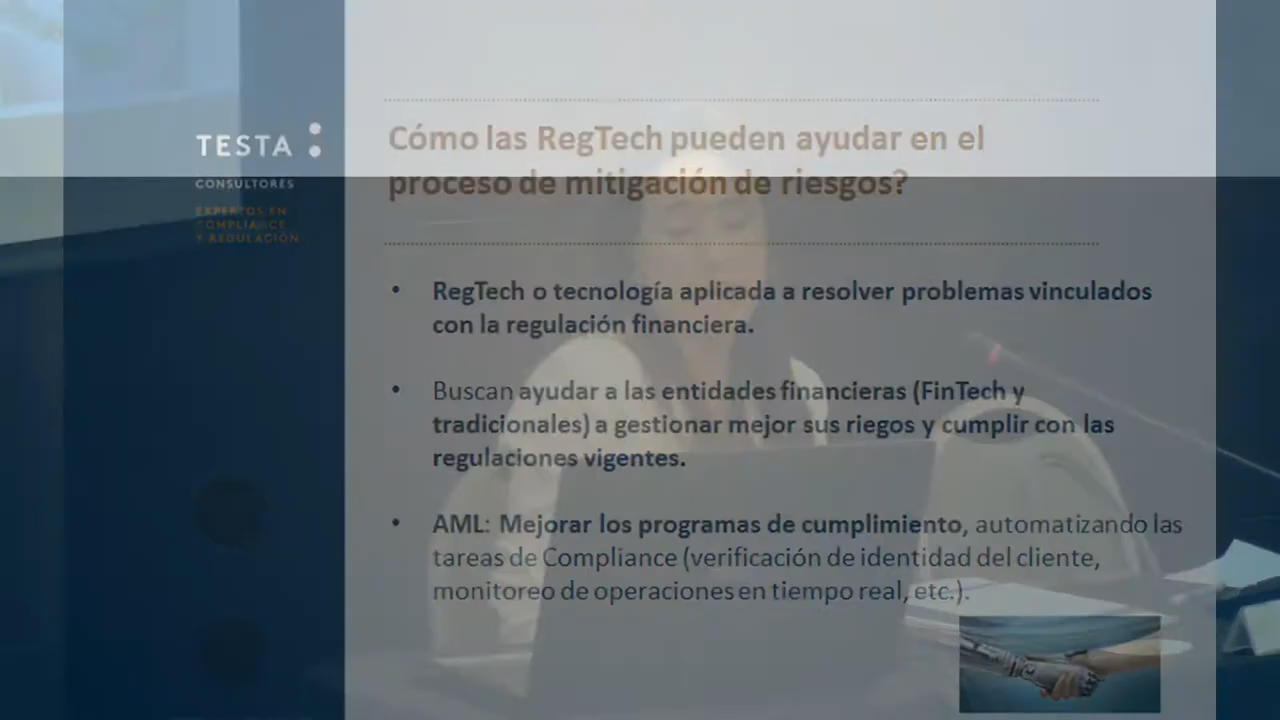 TESTA
CONSULTORES
EXPERTOS EN
COMPLIANCE
Y REGULACIÓN
Cómo las RegTech pueden ayudar en el
proceso de mitigación de riesgos?
• RegTech o tecnología aplicada a resolver problemas vinculados
con la regulación financiera.
• Buscan ayudar a las entidades financieras (FinTech y
tradicionales) a gestionar mejor sus riegos y cumplir con las
regulaciones vigentes.
• AML: Mejorar los programas de cumplimiento, automatizando las
tareas de Compliance (verificación de identidad del cliente,
monitoreo de operaciones en tiempo real, etc.).